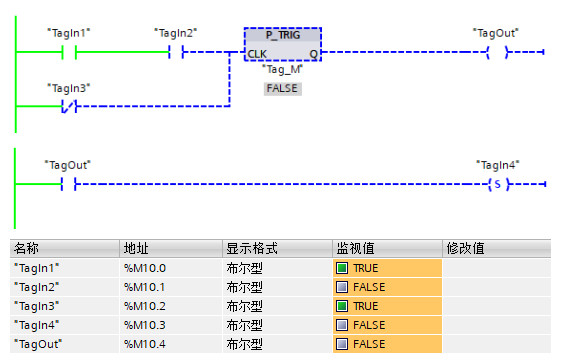 "TagIn1" "TagIn2" P_TRIG "TagOut"
CLK Q
"Tag_M"
"TagIn3" FALSE
"TagOut" "TagIn4"
S
名称 地址 显示格式 监视值 修改值
"TagIn1" %M10.0 布尔型 TRUE
"TagIn2" %M10.1 布尔型 FALSE
"TagIn3" %M10.2 布尔型 TRUE
"TagIn4" %M10.3 布尔型 FALSE
"TagOut" %M10.4 布尔型 FALSE